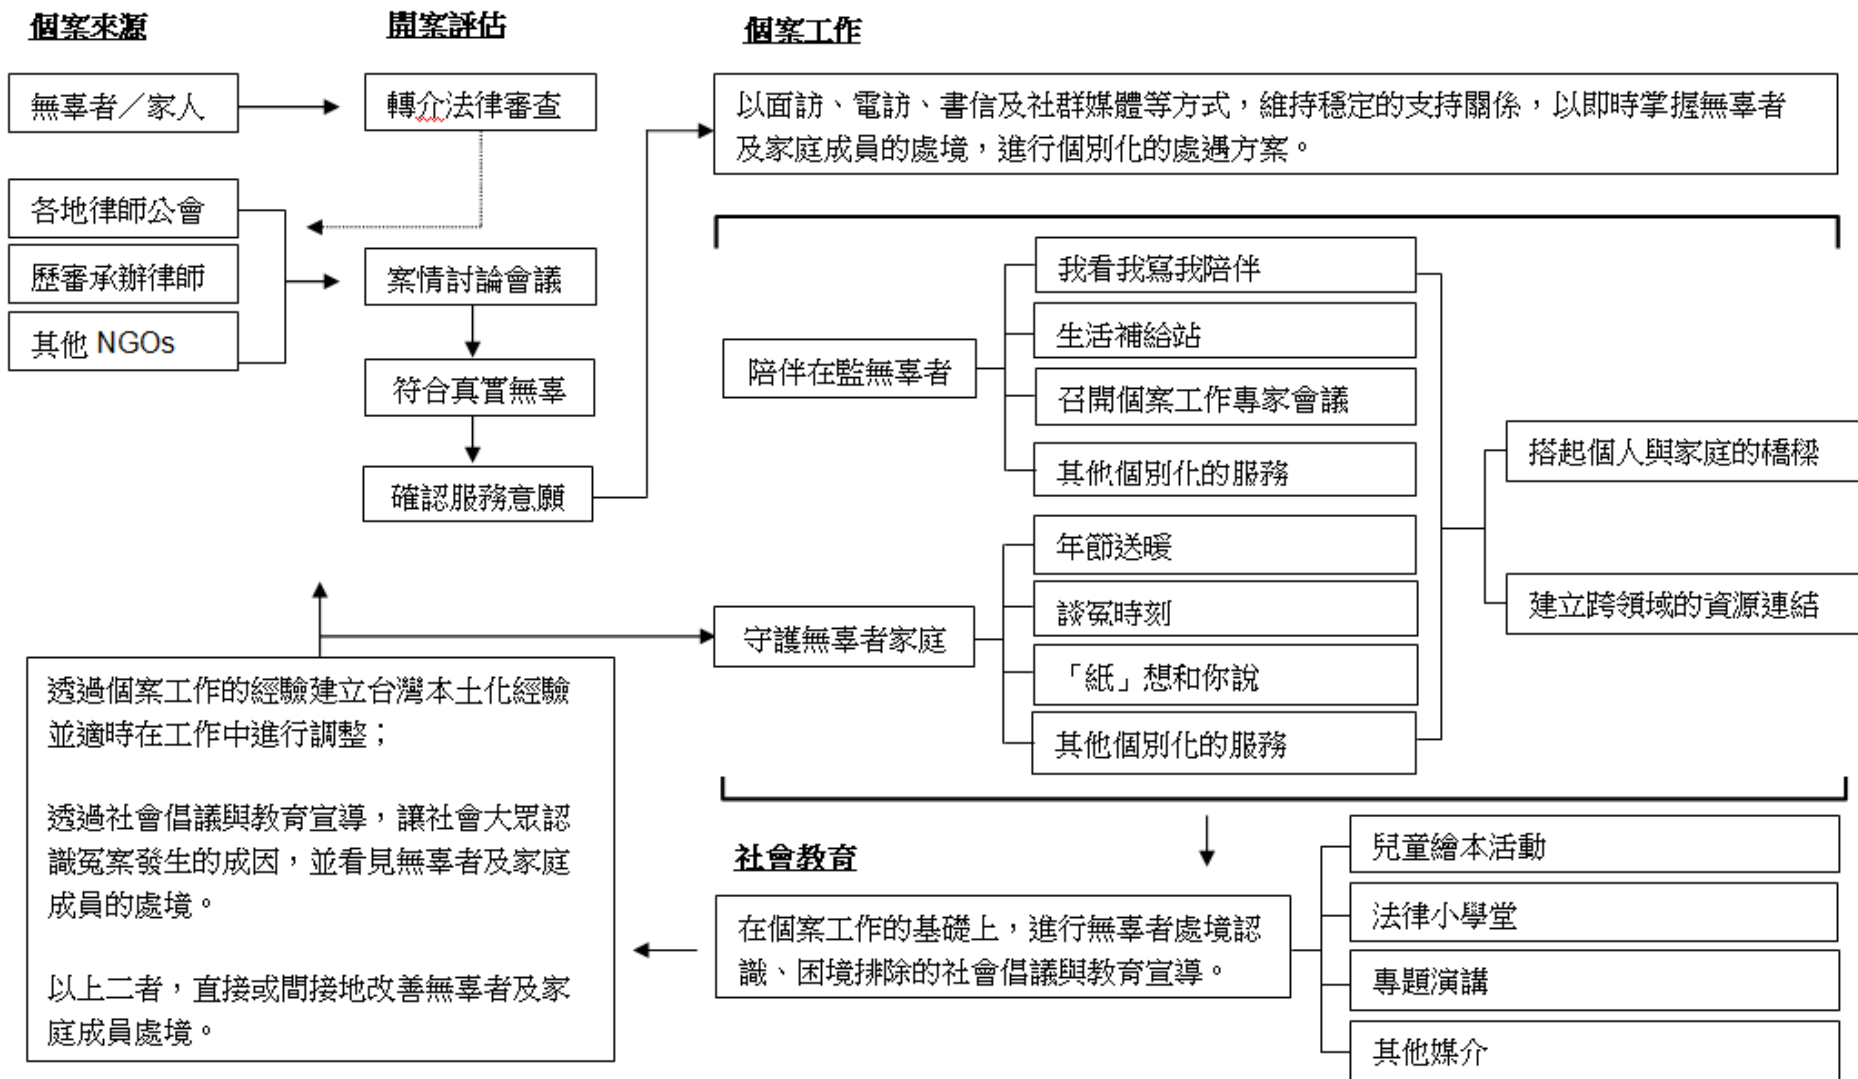 個案來源
無辜者／家人
各地律師公會
歷審承辦律師
其他 NGOs
開案評估
轉介法律審查
案情討論會議
符合真實無辜
確認服務意願
個案工作
以面訪、電訪、書信及社群媒體等方式，維持穩定的支持關係，以即時掌握無辜者
及家庭成員的處境，進行個別化的處遇方案。
陪伴在監無辜者
我看我寫我陪伴
生活補給站
召開個案工作專家會議
其他個別化的服務
守護無辜者家庭
年節送暖
談冤時刻
「紙」想和你說
其他個別化的服務
搭起個人與家庭的橋樑
建立跨領域的資源連結
社會教育
在個案工作的基礎上，進行無辜者處境認
識、困境排除的社會倡議與教育宣導。
兒童繪本活動
法律小學堂
專題演講
其他媒介
透過個案工作的經驗建立台灣本土化經驗
並適時在工作中進行調整；
透過社會倡議與教育宣導，讓社會大眾認
識冤案發生的成因，並看見無辜者及家庭
成員的處境。
以上二者，直接或間接地改善無辜者及家
庭成員處境。